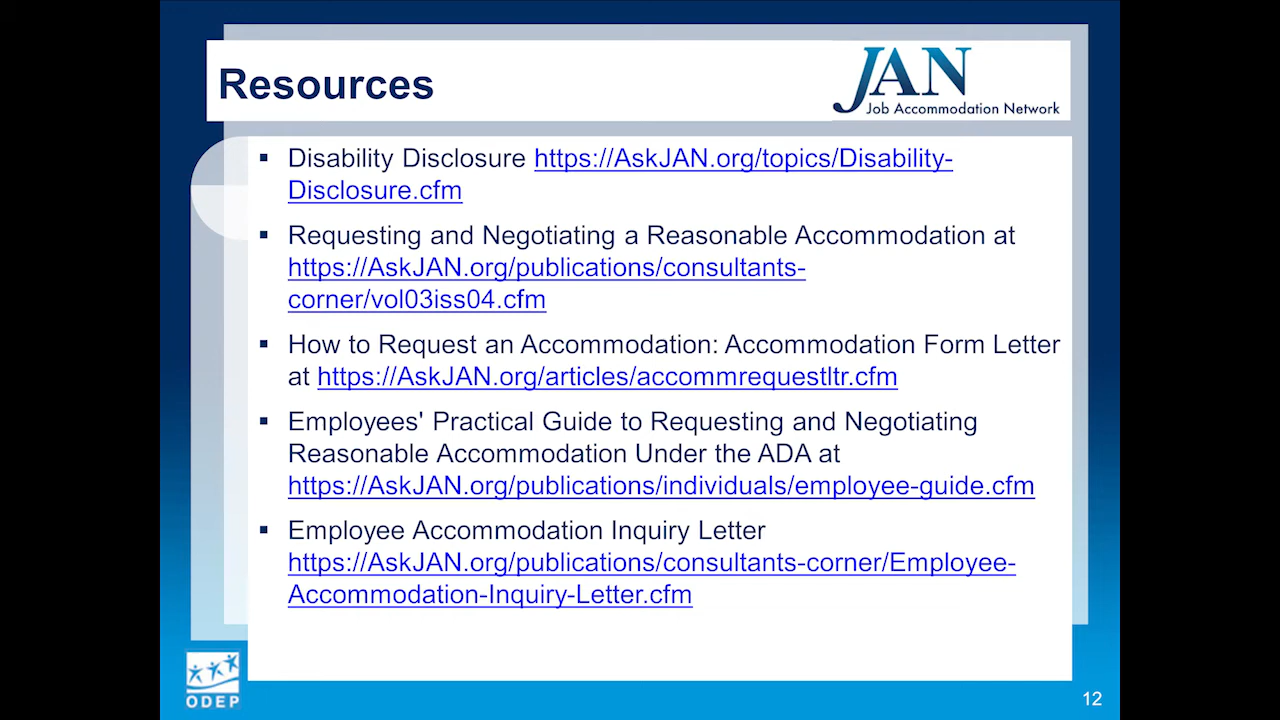 Resources
JAN
Job Accommodation Network
▪ Disability Disclosure https://AskJAN.org/topics/Disability-
Disclosure.cfm
▪ Requesting and Negotiating a Reasonable Accommodation at
https://AskJAN.org/publications/consultants-
corner/vol03iss04.cfm
▪ How to Request an Accommodation: Accommodation Form Letter
at https://AskJAN.org/articles/accommrequestltr.cfm
▪ Employees' Practical Guide to Requesting and Negotiating
Reasonable Accommodation Under the ADA at
https://AskJAN.org/publications/individuals/employee-guide.cfm
▪ Employee Accommodation Inquiry Letter
https://AskJAN.org/publications/consultants-corner/Employee-
Accommodation-Inquiry-Letter.cfm
ODEP
12